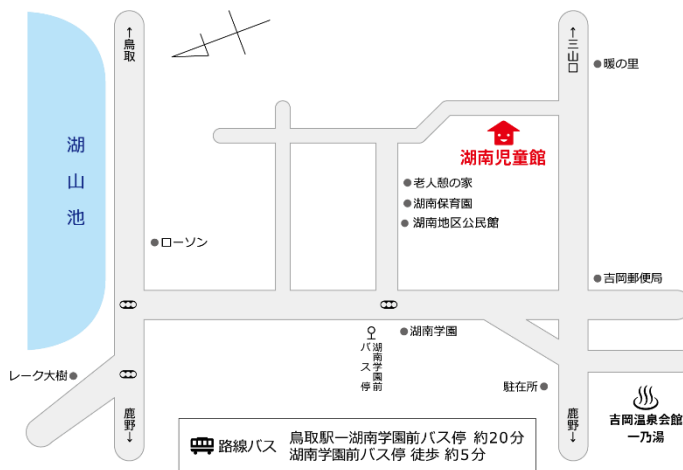 ↑鳥取
↑三山口
暖の里
湖山池
湖南児童館
老人憩の家
湖南保育園
湖南地区公民館
ローソン
吉岡郵便局
湖南学園
湖南学園前
バス停
レーク大樹
駐在所
鹿野↓
鹿野↓
吉岡温泉会館
一乃湯
路線バス 鳥取駅ー湖南学園前バス停 約20分
湖南学園前バス停 徒歩 約5分